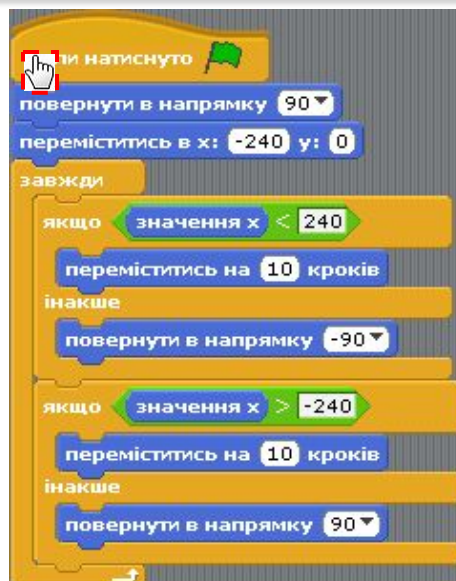 ли натиснуто
повернути в напрямку 90
переміститись в x: -240 y: 0
завжди
якщо значення x < 240
переміститись на 10 кроків
інакше
повернути в напрямку -90
якщо значення x > -240
переміститись на 10 кроків
інакше
повернути в напрямку 90